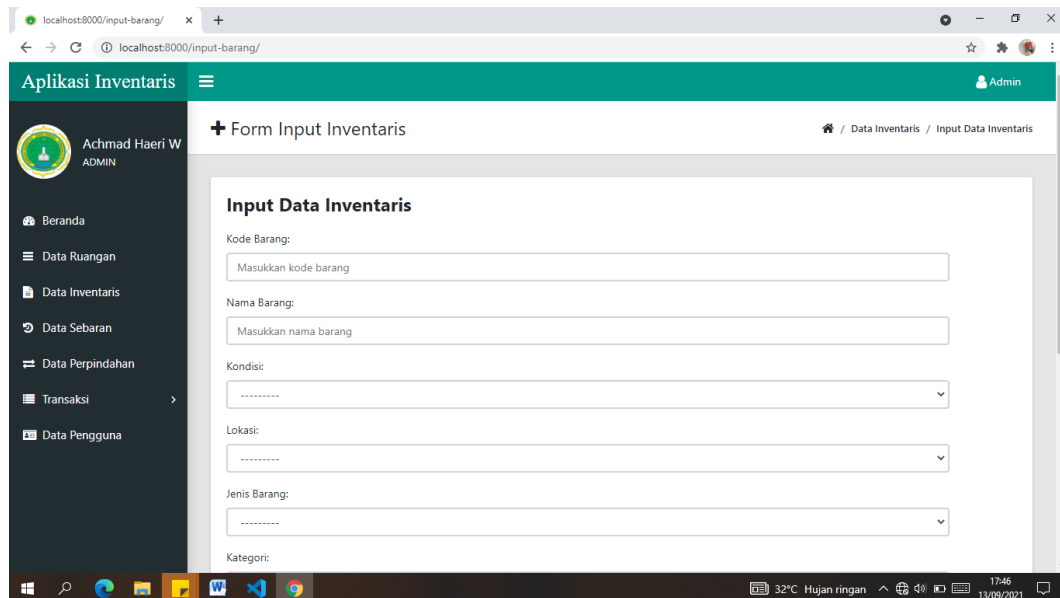 localhost:8000/input-barang/
localhost:8000/input-barang/
Aplikasi Inventaris
Admin
Achmad Haeri W
ADMIN
Form Input Inventaris
/ Data Inventaris / Input Data Inventaris
Beranda
Data Ruangan
Data Inventaris
Data Sebaran
Data Perpindahan
Transaksi
Data Pengguna
Input Data Inventaris
Kode Barang:
Masukkan kode barang
Nama Barang:
Masukkan nama barang
Kondisi:
---------
Lokasi:
---------
Jenis Barang:
---------
Kategori:
32°C Hujan ringan
17:46
13/09/2021